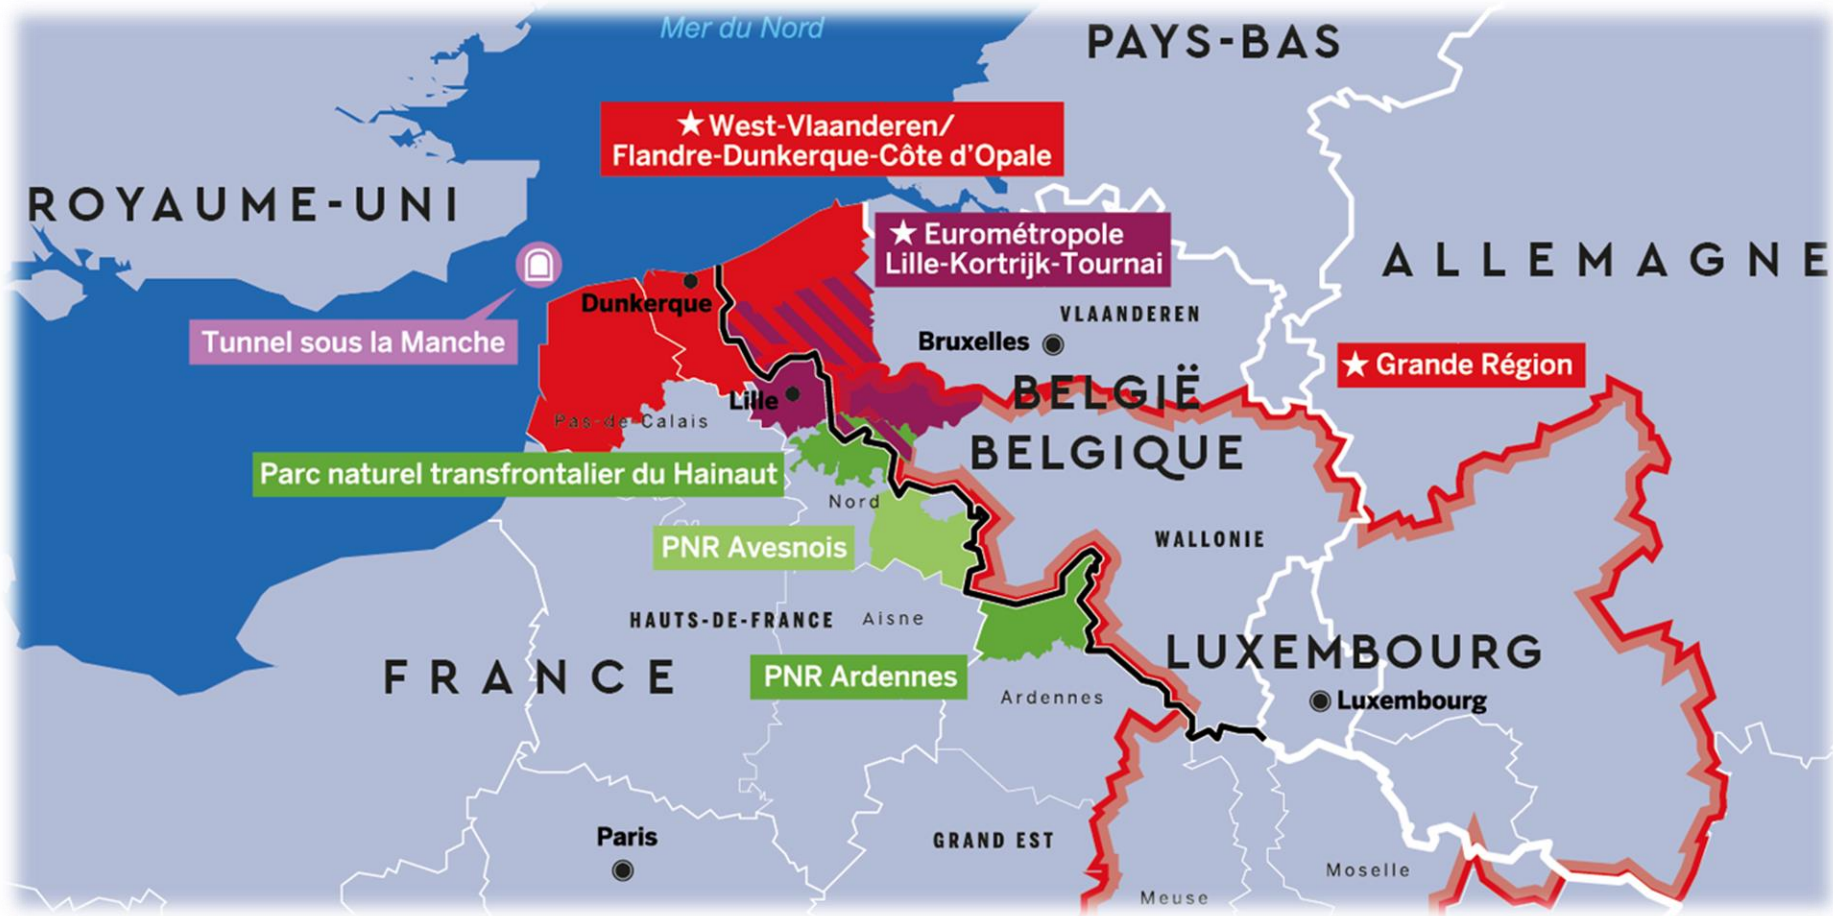 Mer du Nord
PAYS-BAS
★ West-Vlaanderen/
Flandre-Dunkerque-Côte d'Opale
ROYAUME-UNI
★ Eurométropole
Lille-Kortrijk-Tournai
ALLEMAGNE
Dunkerque
VLAANDEREN
Tunnel sous la Manche
Bruxelles
★ Grande Région
BELGIË
Lille
Pas-de-Calais
BELGIQUE
Parc naturel transfrontalier du Hainaut
Nord
WALLONIE
PNR Avesnois
HAUTS-DE-FRANCE
Aisne
LUXEMBOURG
FRANCE
PNR Ardennes
Ardennes
Luxembourg
Paris
GRAND EST
Moselle
Meuse